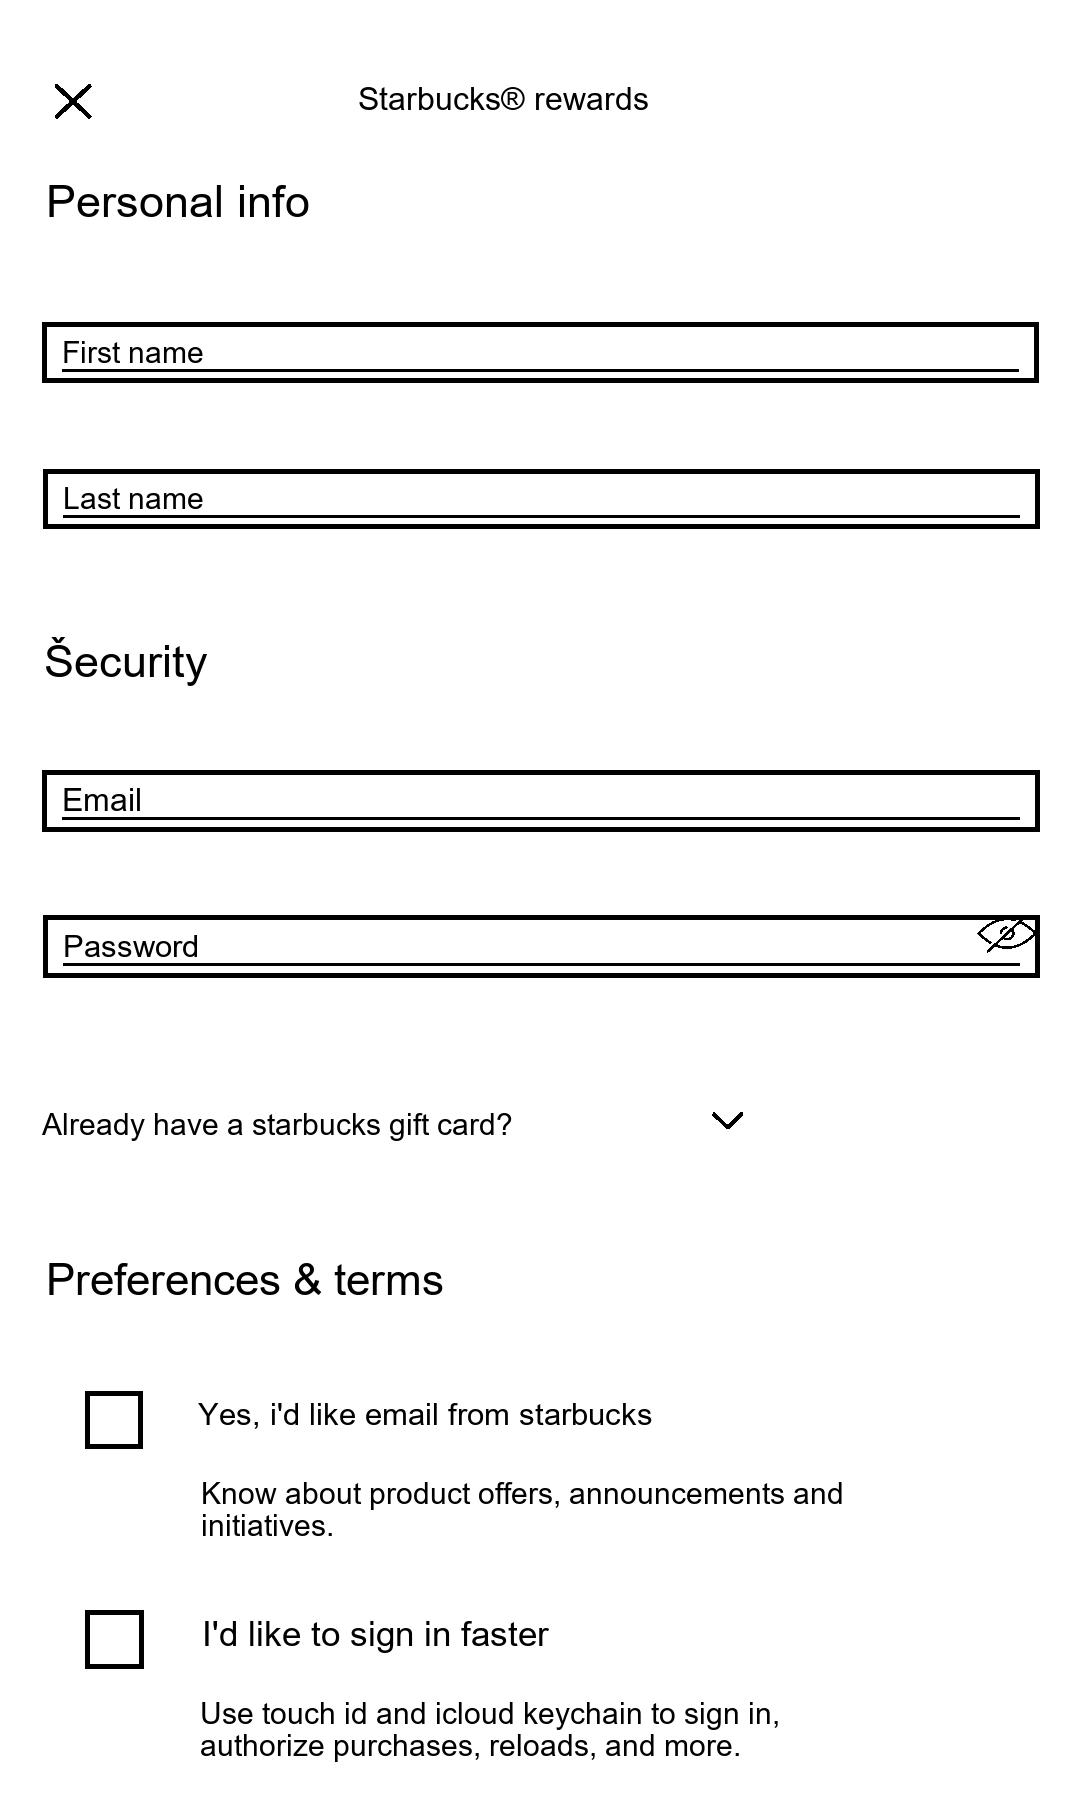 Starbucks® rewards
Personal info
First name
Last name
Šecurity
Email
Password
Already have a starbucks gift card?
Preferences & terms
Yes, i'd like email from starbucks
Know about product offers, announcements and
initiatives.
I'd like to sign in faster
Use touch id and icloud keychain to sign in,
authorize purchases, reloads, and more.